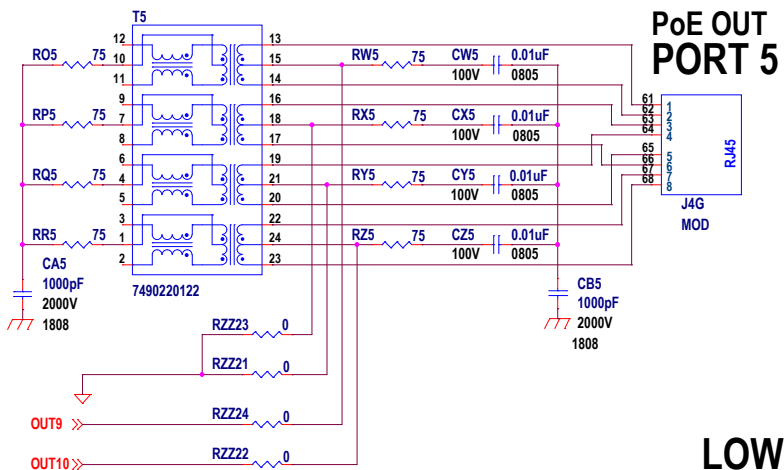 T5
PoE OUT
PORT 5
12
10
11
9
7
8
6
4
5
3
1
2
13
15
14
16
18
17
19
21
20
22
24
23
RO5 75
RP5 75
RQ5 75
RR5 75
RW5 75 CW5 0.01uF
100V 0805
RX5 75 CX5 0.01uF
100V 0805
RY5 75 CY5 0.01uF
100V 0805
RZ5 75 CZ5 0.01uF
100V 0805
61 1
62 2
63 3
64 4
65 5
66 6
67 7
68 8
RJ45
J4G
MOD
CA5
1000pF
2000V
1808
7490220122
CB5
1000pF
2000V
1808
RZZ23 0
RZZ21 0
OUT9 RZZ24 0
OUT10 RZZ22 0
LOW